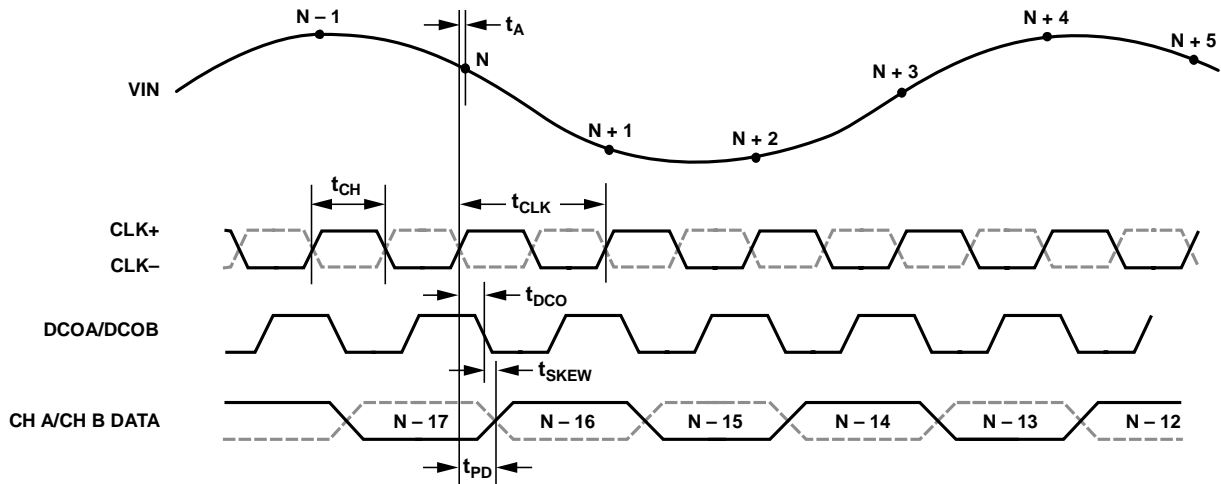 N – 1
t_A
N + 4
N + 5
N
VIN
N + 3
N + 1
N + 2
t_CH
t_CLK
CLK+
CLK–
t_DCO
DCOA/DCOB
t_SKEW
CH A/CH B DATA
N – 17
N – 16
N – 15
N – 14
N – 13
N – 12
t_PD